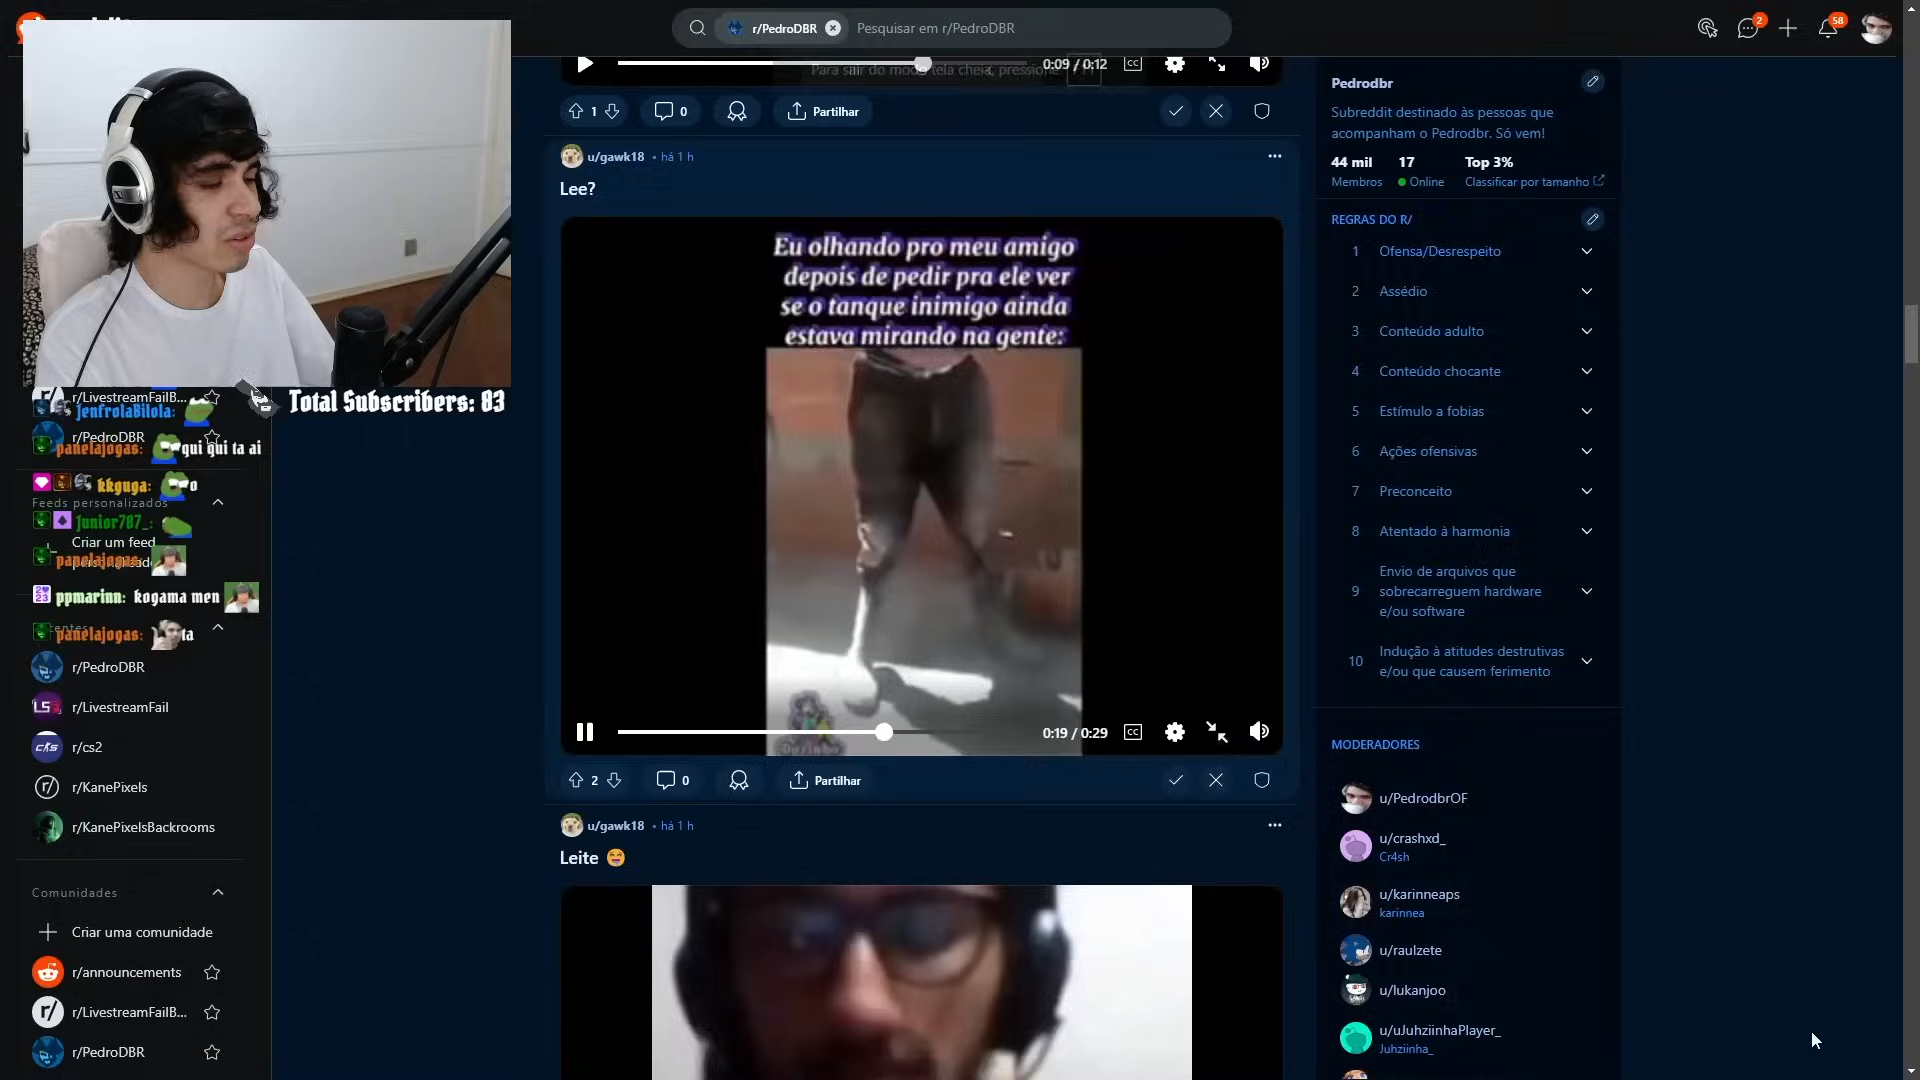 r/PedroDBR
Pesquisar em r/PedroDBR
2
58
Para sair do modo tela cheia, pressione
0:09 / 0:12
CC
1
0
Partilhar
u/gawk18 • há 1 h
Lee?
Eu olhando pro meu amigo
depois de pedir pra ele ver
se o tanque inimigo ainda
estava mirando na gente:
0:19 / 0:29
CC
2
0
Partilhar
u/gawk18 • há 1 h
Leite
Total Subscribers: 83
r/LivestreamFailB...
jenfrolaBilola:
r/PedroDBR
panelajogas: qui qui ta ai
kkguga: o
Feeds personalizados
Junior787_:
Criar um feed
panelajogas:
ppmarinn: kogama men
panelajogas: ta
r/PedroDBR
r/LivestreamFail
r/cs2
r/KanePixels
r/KanePixelsBackrooms
Comunidades
Criar uma comunidade
r/announcements
r/LivestreamFailB...
r/PedroDBR
Pedrodbr
Subreddit destinado às pessoas que
acompanham o Pedrodbr. Só vem!
44 mil 17 Top 3%
Membros Online Classificar por tamanho
REGRAS DO R/
1 Ofensa/Desrespeito
2 Assédio
3 Conteúdo adulto
4 Conteúdo chocante
5 Estímulo a fobias
6 Ações ofensivas
7 Preconceito
8 Atentado à harmonia
9 Envio de arquivos que
sobrecarreguem hardware
e/ou software
10 Indução à atitudes destrutivas
e/ou que causem ferimento
MODERADORES
u/PedrodbrOF
u/crashxd_
Cr4sh
u/karinneaps
karinnea
u/raulzete
u/lukanjoo
u/uJuhziinhaPlayer_
Juhziinha_